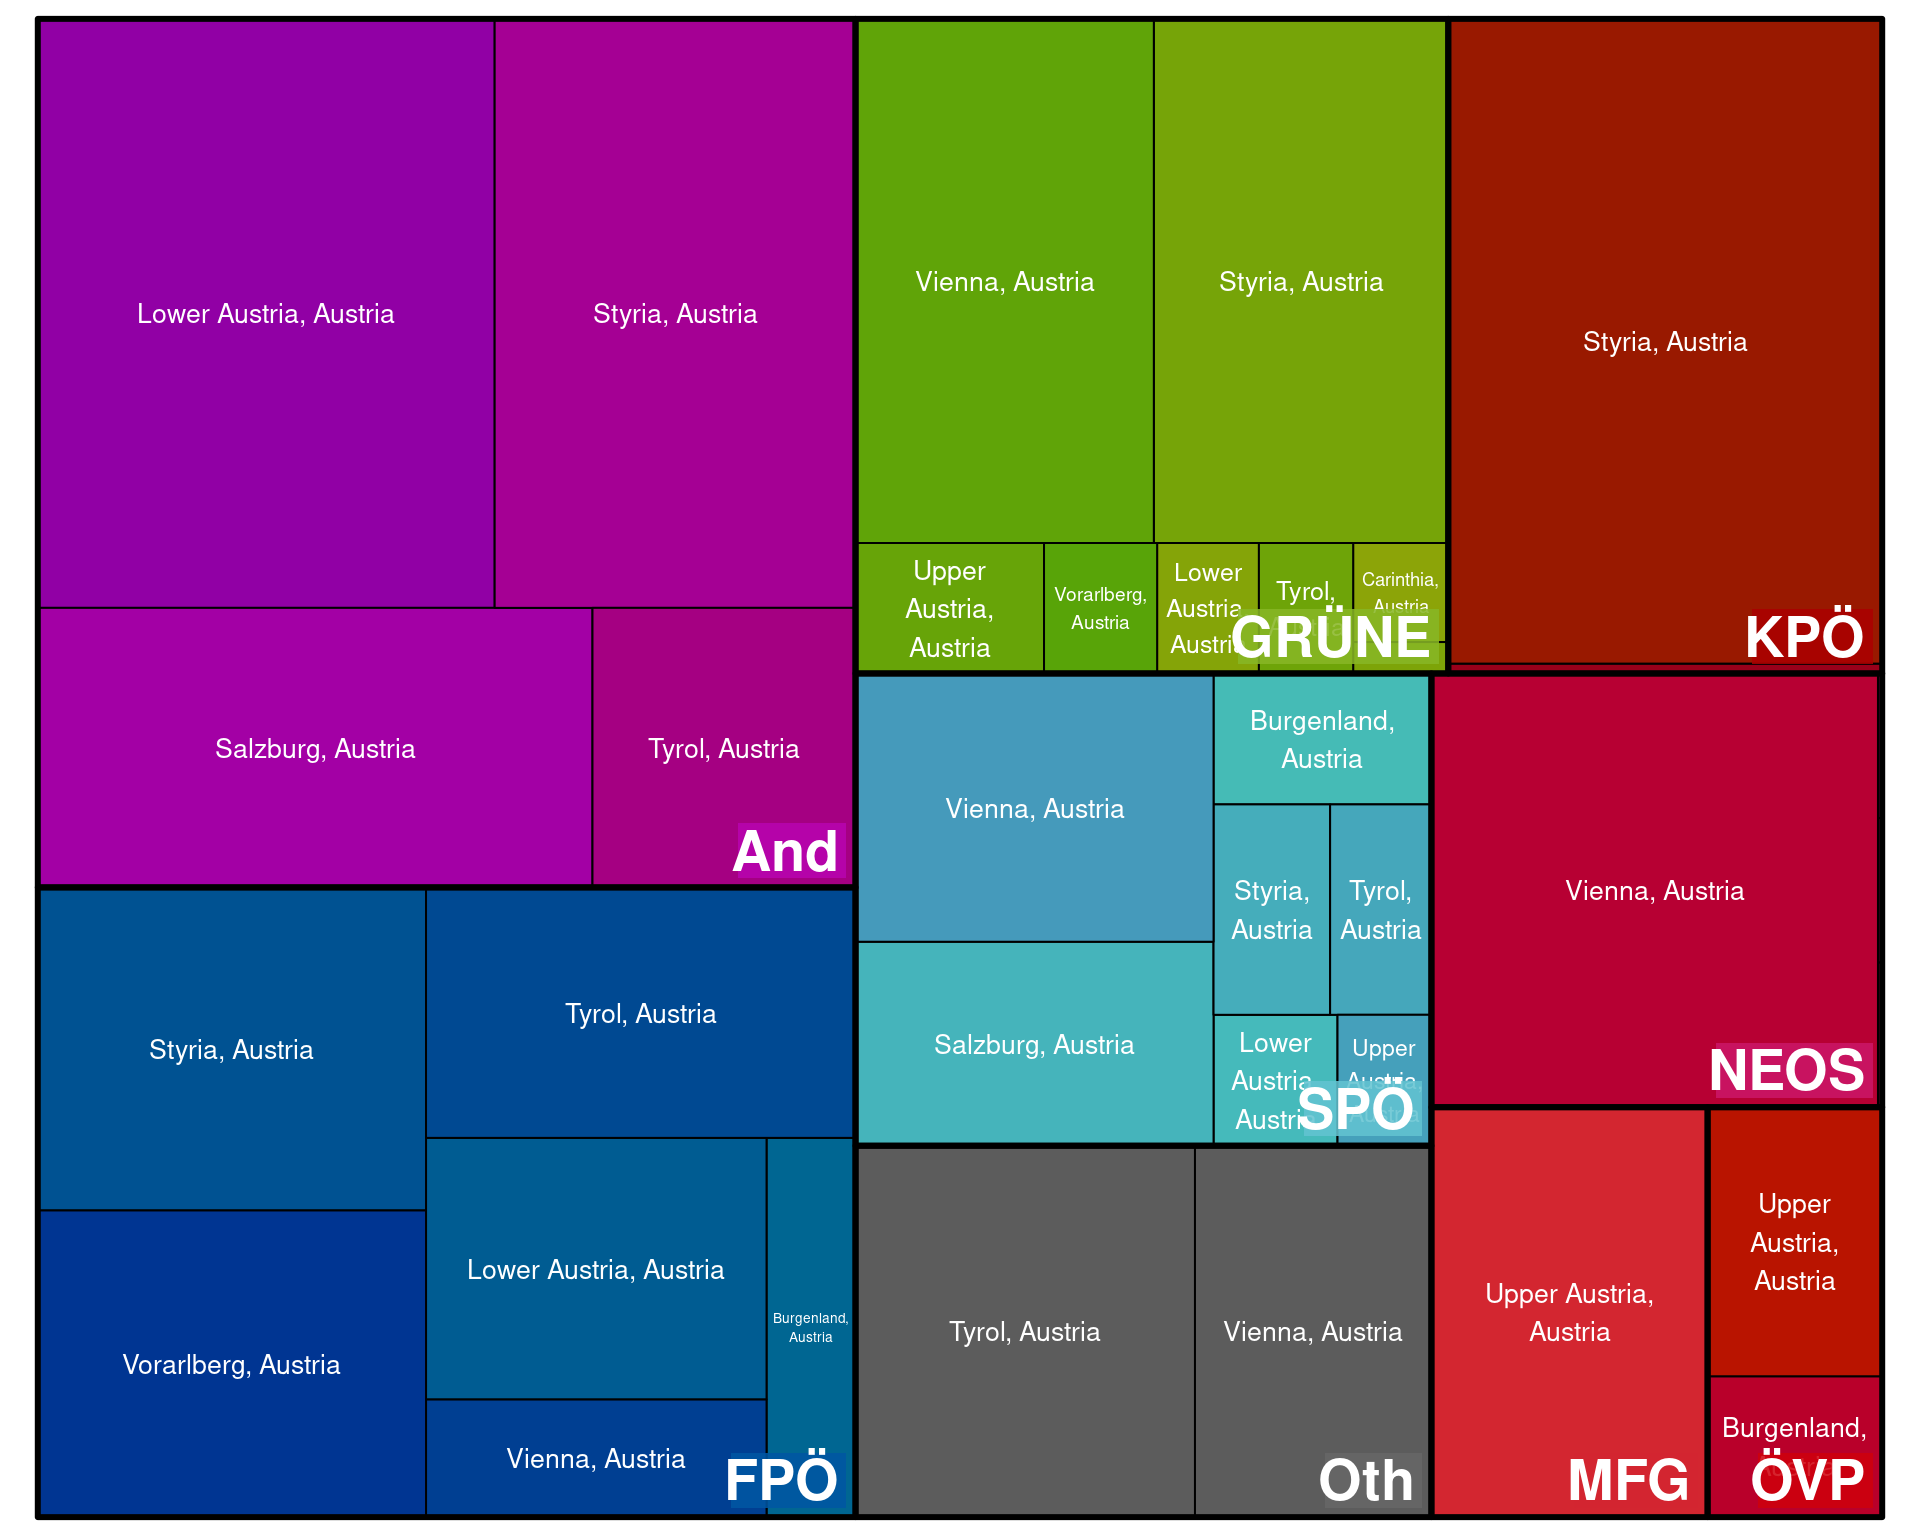 Lower Austria, Austria
Styria, Austria
Salzburg, Austria
Tyrol, Austria
And
Styria, Austria
Tyrol, Austria
Vorarlberg, Austria
Lower Austria, Austria
Burgenland,
Austria
Vienna, Austria
FPÖ
Vienna, Austria
Styria, Austria
Upper
Austria,
Austria
Vorarlberg,
Austria
Lower
Austria,
Austria
Tyrol,
Austria
Carinthia,
Austria
GRÜNE
Styria, Austria
KPÖ
Vienna, Austria
Salzburg, Austria
Burgenland,
Austria
Styria,
Austria
Tyrol,
Austria
Lower
Austria,
Austria
Upper
Austria,
Austria
SPÖ
Vienna, Austria
NEOS
Tyrol, Austria
Vienna, Austria
Oth
Upper Austria,
Austria
MFG
Upper
Austria,
Austria
Burgenland,
Austria
ÖVP